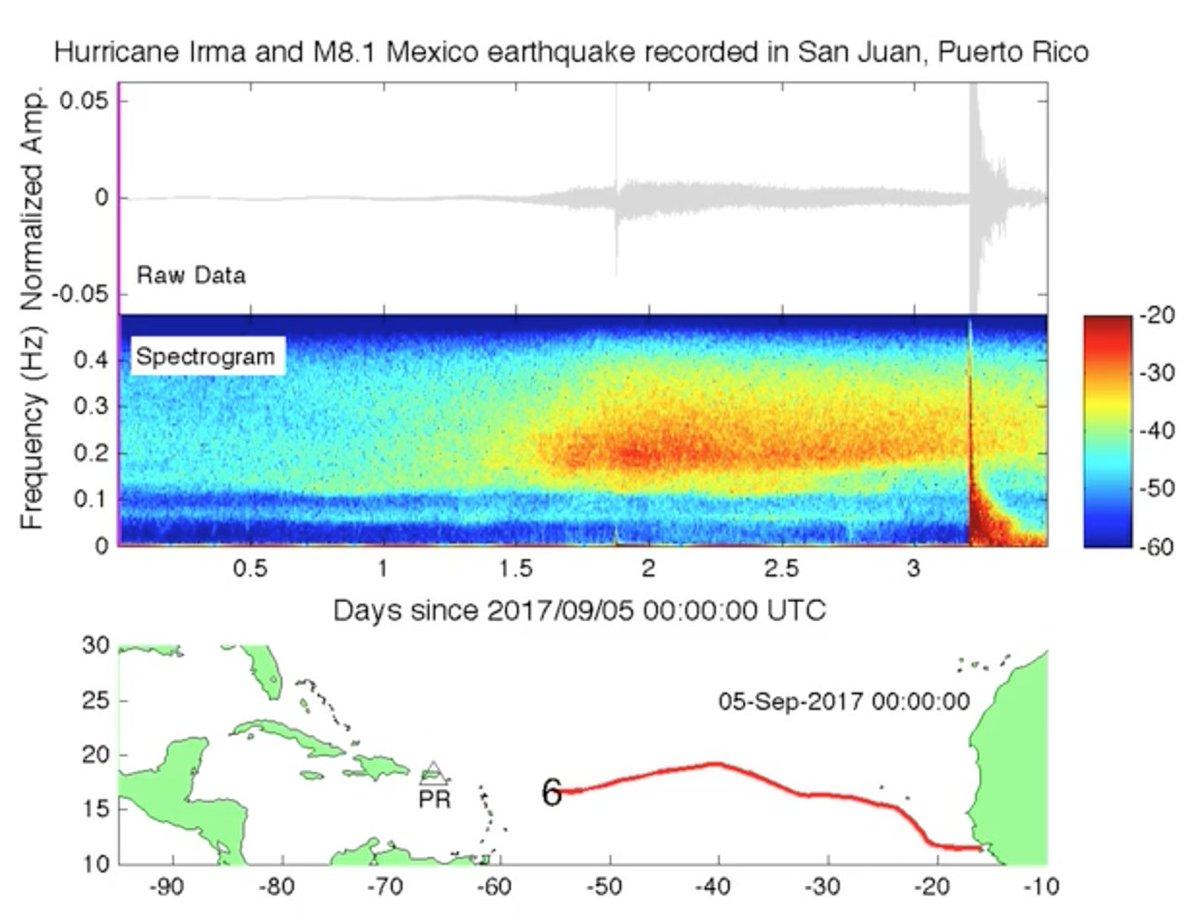 Hurricane Irma and M8.1 Mexico earthquake recorded in San Juan, Puerto Rico
Normalized Amp.
0.05
0
-0.05
Raw Data
Frequency (Hz)
Spectrogram
0.4
0.3
0.2
0.1
0
0.5 1 1.5 2 2.5 3
Days since 2017/09/05 00:00:00 UTC
-20
-30
-40
-50
-60
30
25
20
15
10
05-Sep-2017 00:00:00
6
PR
-90 -80 -70 -60 -50 -40 -30 -20 -10